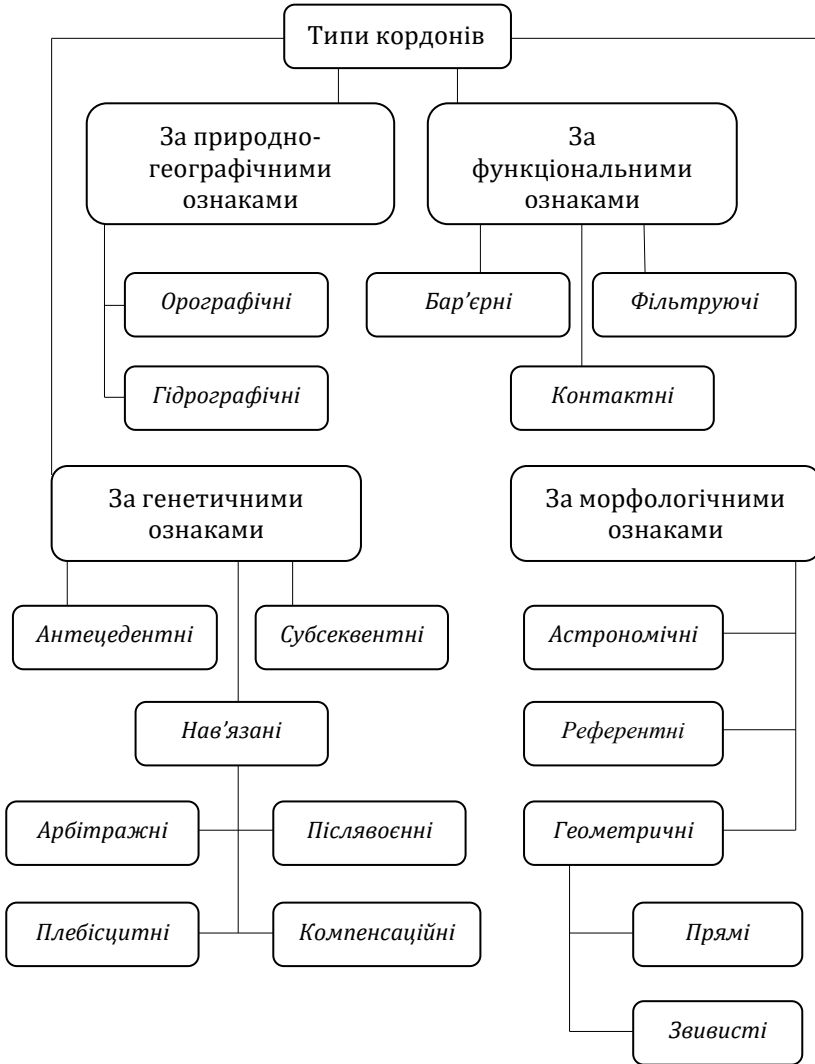 Типи кордонів
За природно-
географічними
ознаками
За
функціональними
ознаками
Орографічні
Бар’єрні
Фільтруючі
Гідрографічні
Контактні
За генетичними
ознаками
За морфологічними
ознаками
Антецедентні
Субсеквентні
Астрономічні
Нав’язані
Референтні
Арбітражні
Післявоєнні
Геометричні
Плебісцитні
Компенсаційні
Прямі
Звивисті